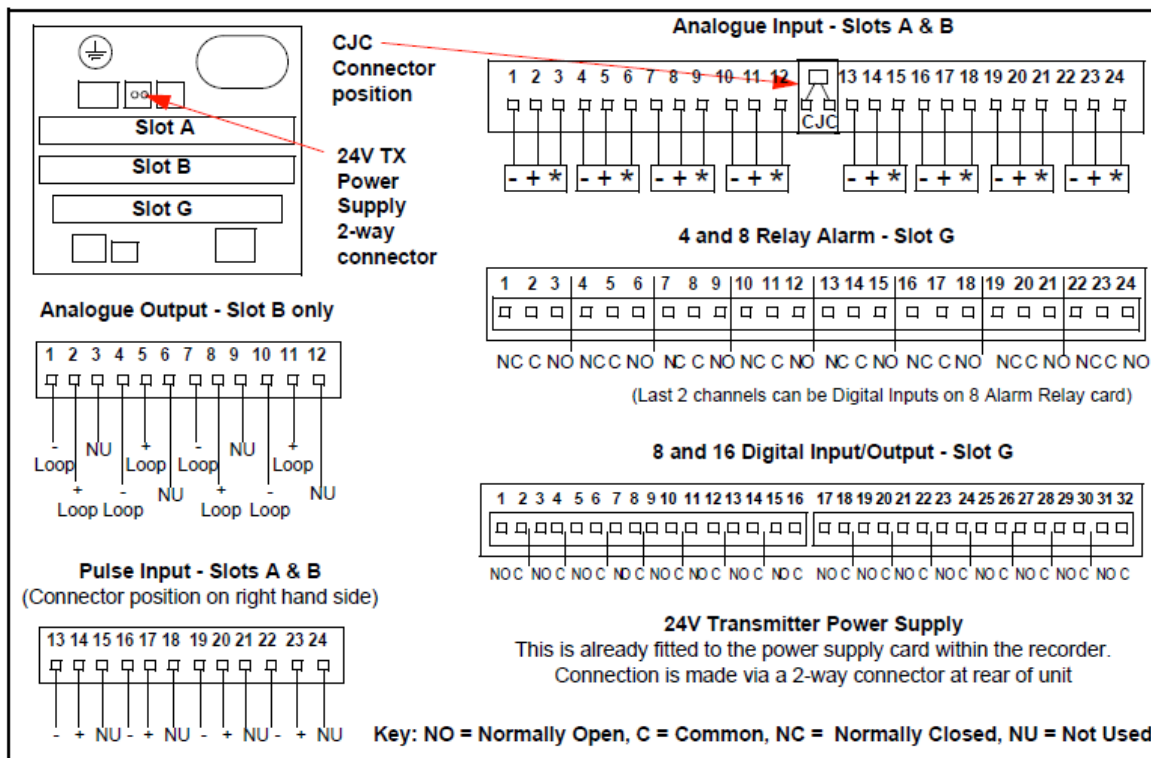 CJC
Connector
position
Slot A
Slot B
Slot G
24V TX
Power
Supply
2-way
connector
Analogue Input - Slots A & B
1 2 3 4 5 6 7 8 9 10 11 12 13 14 15 16 17 18 19 20 21 22 23 24
CJC
- + * - + * - + * - + * - + * - + * - + * - + *
4 and 8 Relay Alarm - Slot G
1 2 3 4 5 6 7 8 9 10 11 12 13 14 15 16 17 18 19 20 21 22 23 24
NC C NO NC C NO NC C NO NC C NO NC C NO NC C NO NC C NO NC C NO
(Last 2 channels can be Digital Inputs on 8 Alarm Relay card)
Analogue Output - Slot B only
1 2 3 4 5 6 7 8 9 10 11 12
- NU + - NU +
Loop Loop Loop Loop
+ - NU + - NU
Loop Loop Loop Loop
8 and 16 Digital Input/Output - Slot G
1 2 3 4 5 6 7 8 9 10 11 12 13 14 15 16 17 18 19 20 21 22 23 24 25 26 27 28 29 30 31 32
NO C NO C NO C NO C NO C NO C NO C NO C NO C NO C NO C NO C NO C NO C NO C NO C
Pulse Input - Slots A & B
(Connector position on right hand side)
13 14 15 16 17 18 19 20 21 22 23 24
- + NU - + NU - + NU - + NU
24V Transmitter Power Supply
This is already fitted to the power supply card within the recorder.
Connection is made via a 2-way connector at rear of unit
Key: NO = Normally Open, C = Common, NC = Normally Closed, NU = Not Used